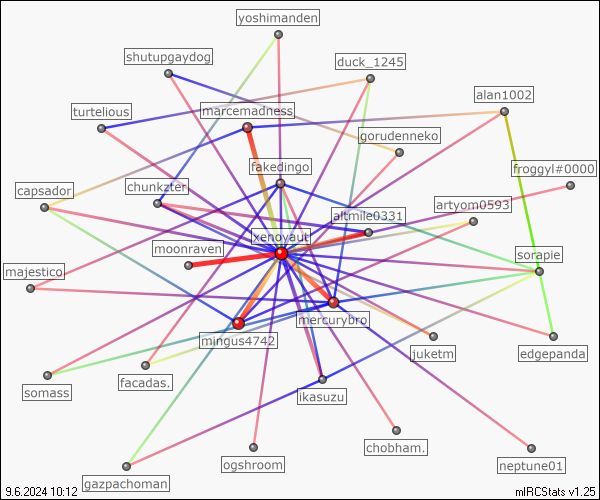 yoshimanden
shutupgaydog
duck_1245
alan1002
turtelious
marcemadness
gorudenneko
fakedingo
froggyl#0000
capsador
chunkzter
altmile0331
artyom0593
xenoyaut
moonraven
sorapie
majestico
mercurybro
mingus4742
juketm
edgepanda
somass
facadas.
ikasuzu
chobham.
ogshroom
neptune01
gazpachoman
9.6.2024 10:12
mIRCStats v1.25